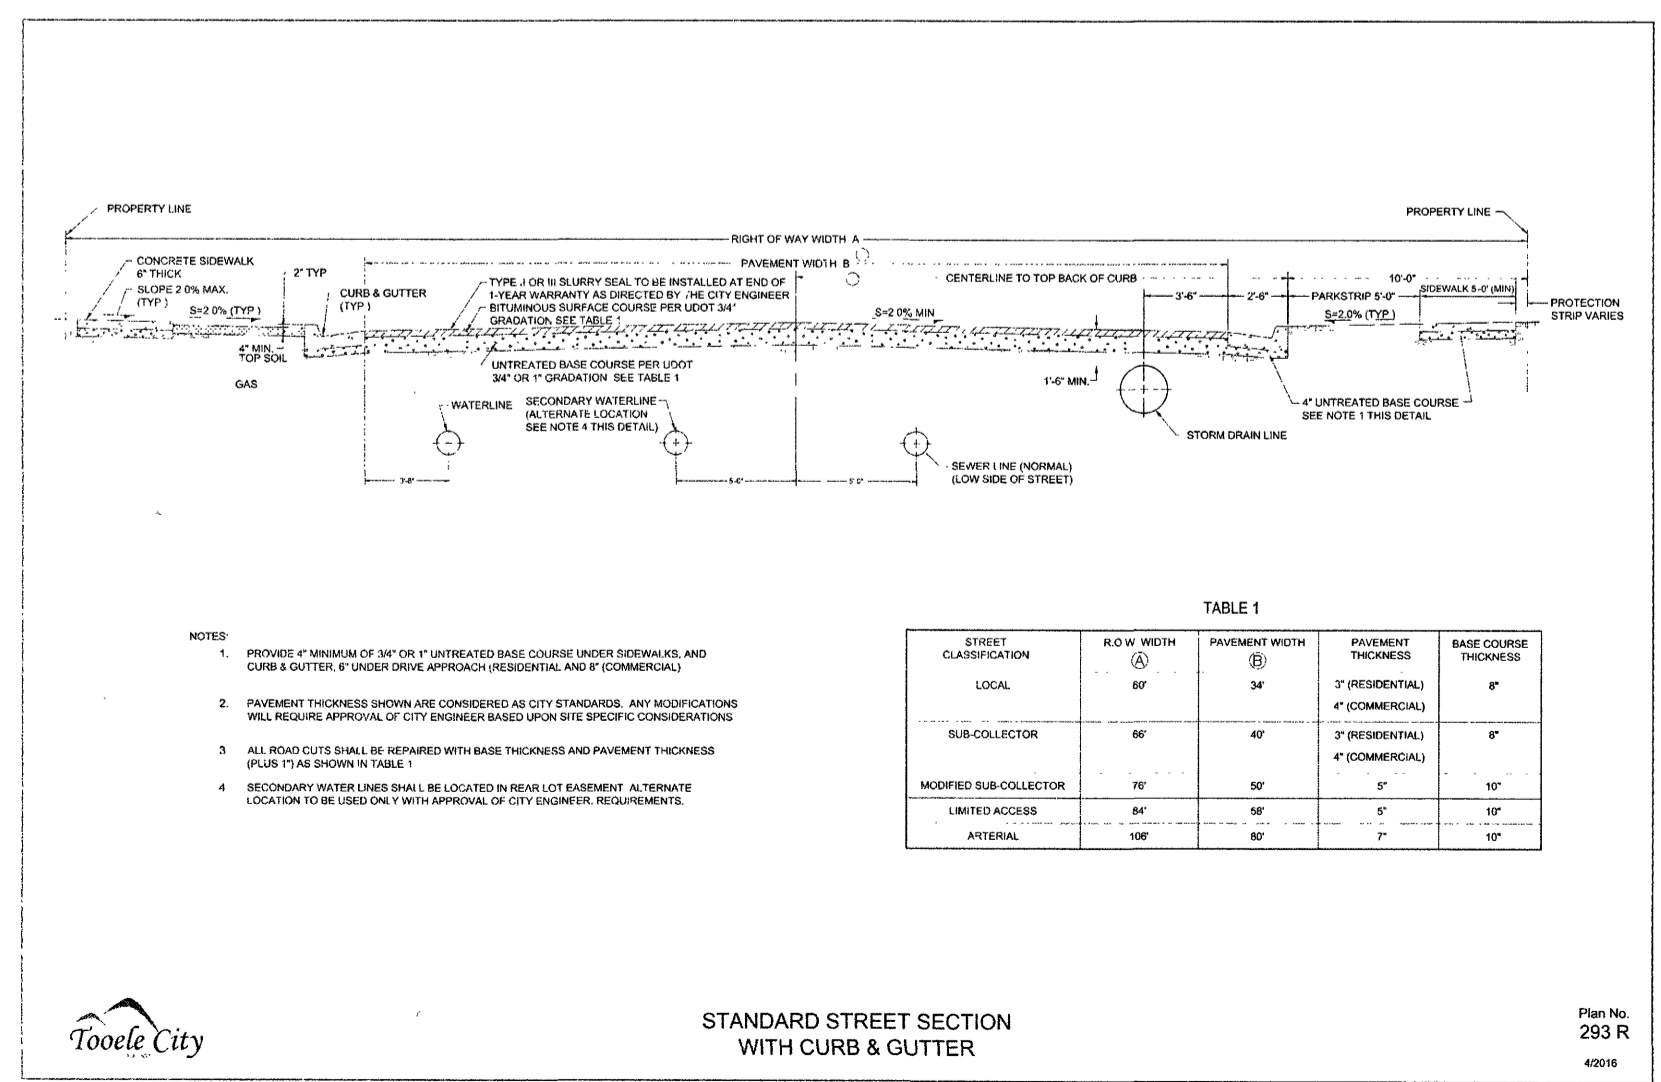 PROPERTY LINE
PROPERTY LINE
RIGHT OF WAY WIDTH A
PAVEMENT WIDTH B
CONCRETE SIDEWALK
6" THICK
SLOPE 2 0% MAX.
(TYP )
S=2 0% (TYP )
2" TYP
CURB & GUTTER
(TYP )
TYPE II OR III SLURRY SEAL TO BE INSTALLED AT END OF
1-YEAR WARRANTY AS DIRECTED BY THE CITY ENGINEER
BITUMINOUS SURFACE COURSE PER UDOT 3/4"
GRADATION SEE TABLE 1
CENTERLINE TO TOP BACK OF CURB
10'-0"
3'-6"
2'-6"
PARKSTRIP 5'-0"
SIDEWALK 5-0' (MIN)
S=2 0% MIN
S=2.0% (TYP )
PROTECTION
STRIP VARIES
4" MIN.
TOP SOIL
GAS
UNTREATED BASE COURSE PER UDOT
3/4" OR 1" GRADATION SEE TABLE 1
1'-6" MIN.
WATERLINE
SECONDARY WATERLINE
(ALTERNATE LOCATION
SEE NOTE 4 THIS DETAIL)
4" UNTREATED BASE COURSE
SEE NOTE 1 THIS DETAIL
STORM DRAIN LINE
SEWER LINE (NORMAL)
(LOW SIDE OF STREET)
NOTES:
1. PROVIDE 4" MINIMUM OF 3/4" OR 1" UNTREATED BASE COURSE UNDER SIDEWALKS, AND
CURB & GUTTER, 6" UNDER DRIVE APPROACH (RESIDENTIAL AND 8" (COMMERCIAL)
2. PAVEMENT THICKNESS SHOWN ARE CONSIDERED AS CITY STANDARDS. ANY MODIFICATIONS
WILL REQUIRE APPROVAL OF CITY ENGINEER BASED UPON SITE SPECIFIC CONSIDERATIONS
3 ALL ROAD CUTS SHALL BE REPAIRED WITH BASE THICKNESS AND PAVEMENT THICKNESS
(PLUS 1") AS SHOWN IN TABLE 1
4 SECONDARY WATER LINES SHALL BE LOCATED IN REAR LOT EASEMENT ALTERNATE
LOCATION TO BE USED ONLY WITH APPROVAL OF CITY ENGINEER. REQUIREMENTS.
TABLE 1
STREET CLASSIFICATION R.O W WIDTH A PAVEMENT WIDTH B PAVEMENT THICKNESS BASE COURSE THICKNESS
LOCAL 60' 34' 3" (RESIDENTIAL) 8"
4" (COMMERCIAL)
SUB-COLLECTOR 66' 40' 3" (RESIDENTIAL) 8"
4" (COMMERCIAL)
MODIFIED SUB-COLLECTOR 76' 50' 5" 10"
LIMITED ACCESS 84' 58' 5" 10"
ARTERIAL 106' 80' 7" 10"
Tooele City
STANDARD STREET SECTION
WITH CURB & GUTTER
Plan No.
293 R
4/2016